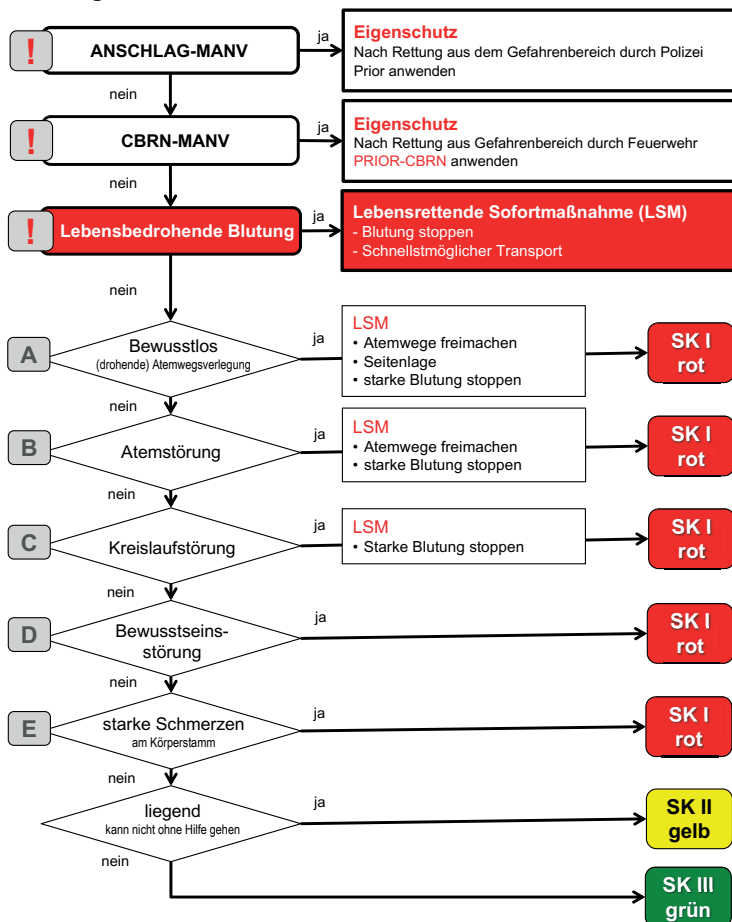 !
ANSCHLAG-MANV
ja
Eigenschutz
Nach Rettung aus dem Gefahrenbereich durch Polizei
Prior anwenden
nein
!
CBRN-MANV
ja
Eigenschutz
Nach Rettung aus Gefahrenbereich durch Feuerwehr
PRIOR-CBRN anwenden
nein
!
Lebensbedrohende Blutung
ja
Lebensrettende Sofortmaßnahme (LSM)
- Blutung stoppen
- Schnellstmöglicher Transport
nein
A
Bewusstlos
(drohende) Atemwegsverlegung
ja
LSM
• Atemwege freimachen
• Seitenlage
• starke Blutung stoppen
SK I
rot
nein
B
Atemstörung
ja
LSM
• Atemwege freimachen
• starke Blutung stoppen
SK I
rot
nein
C
Kreislaufstörung
ja
LSM
• Starke Blutung stoppen
SK I
rot
nein
D
Bewusstseins-
störung
ja
SK I
rot
nein
E
starke Schmerzen
am Körperstamm
ja
SK I
rot
nein
liegend
kann nicht ohne Hilfe gehen
ja
SK II
gelb
nein
SK III
grün